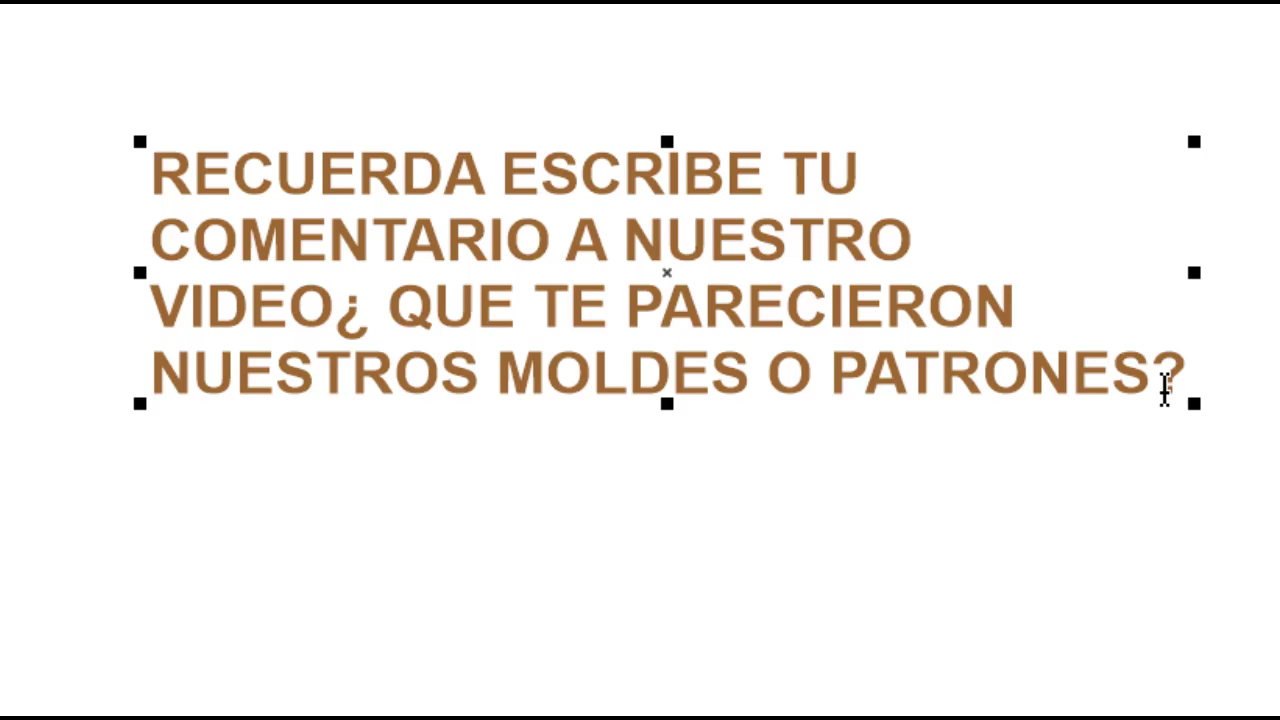 RECUERDA ESCRIBE TU
COMENTARIO A NUESTRO
VIDEO¿ QUE TE PARECIERON
NUESTROS MOLDES O PATRONES?